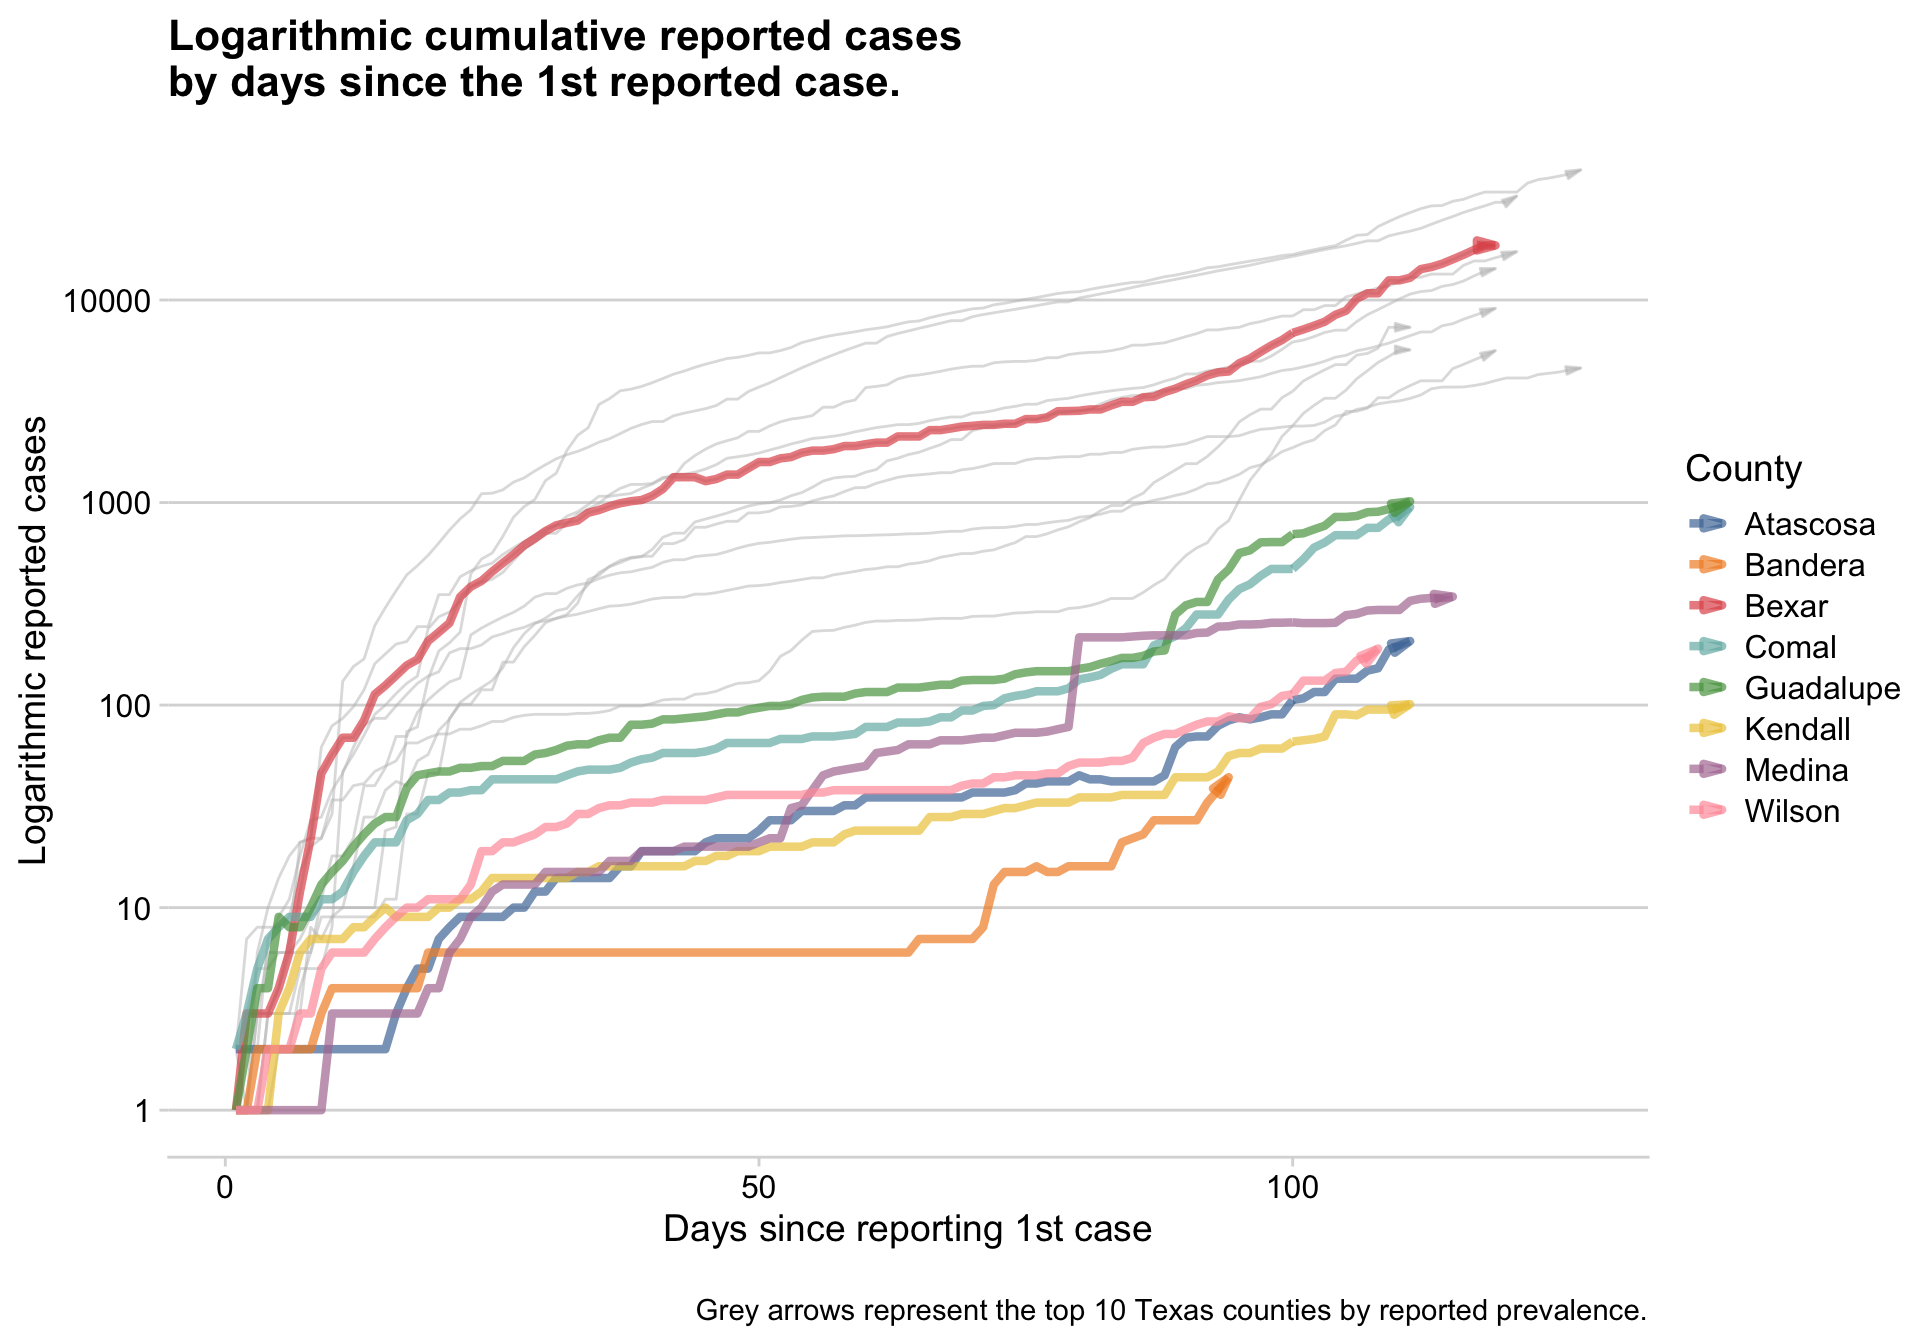 Logarithmic cumulative reported cases
by days since the 1st reported case.
Logarithmic reported cases
10000
1000
100
10
1
0
50
100
Days since reporting 1st case
County
Atascosa
Bandera
Bexar
Comal
Guadalupe
Kendall
Medina
Wilson
Grey arrows represent the top 10 Texas counties by reported prevalence.